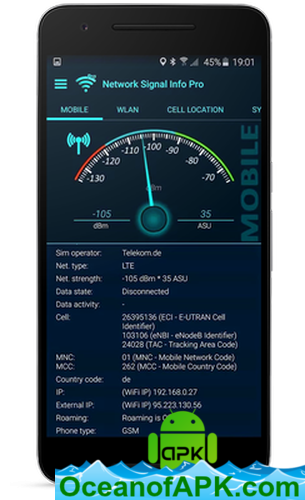 45% 19:01
Network Signal Info Pro
MOBILE WLAN CELL LOCATION SY
MOBILE
-130 -120 -110 -100 -90 -80 -70
dBm
-105 35
dBm ASU
Sim operator: Telekom.de
Net. type: LTE
Net. strength: -105 dBm * 35 ASU
Data state: Disconnected
Data activity: -
Cell: 26395136 (ECI - E-UTRAN Cell
Identifier)
103106 (eNBI - eNodeB Identifier)
24028 (TAC - Tracking Area Code)
MNC: 01 (MNC - Mobile Network Code)
MCC: 262 (MCC - Mobile Country Code)
Country code: de
IP: (WiFi IP) 192.168.0.27
External IP: (WiFi IP) 95.223.130.56
Roaming: Roaming is
Phone type: GSM
apk
OceanofAPK.com